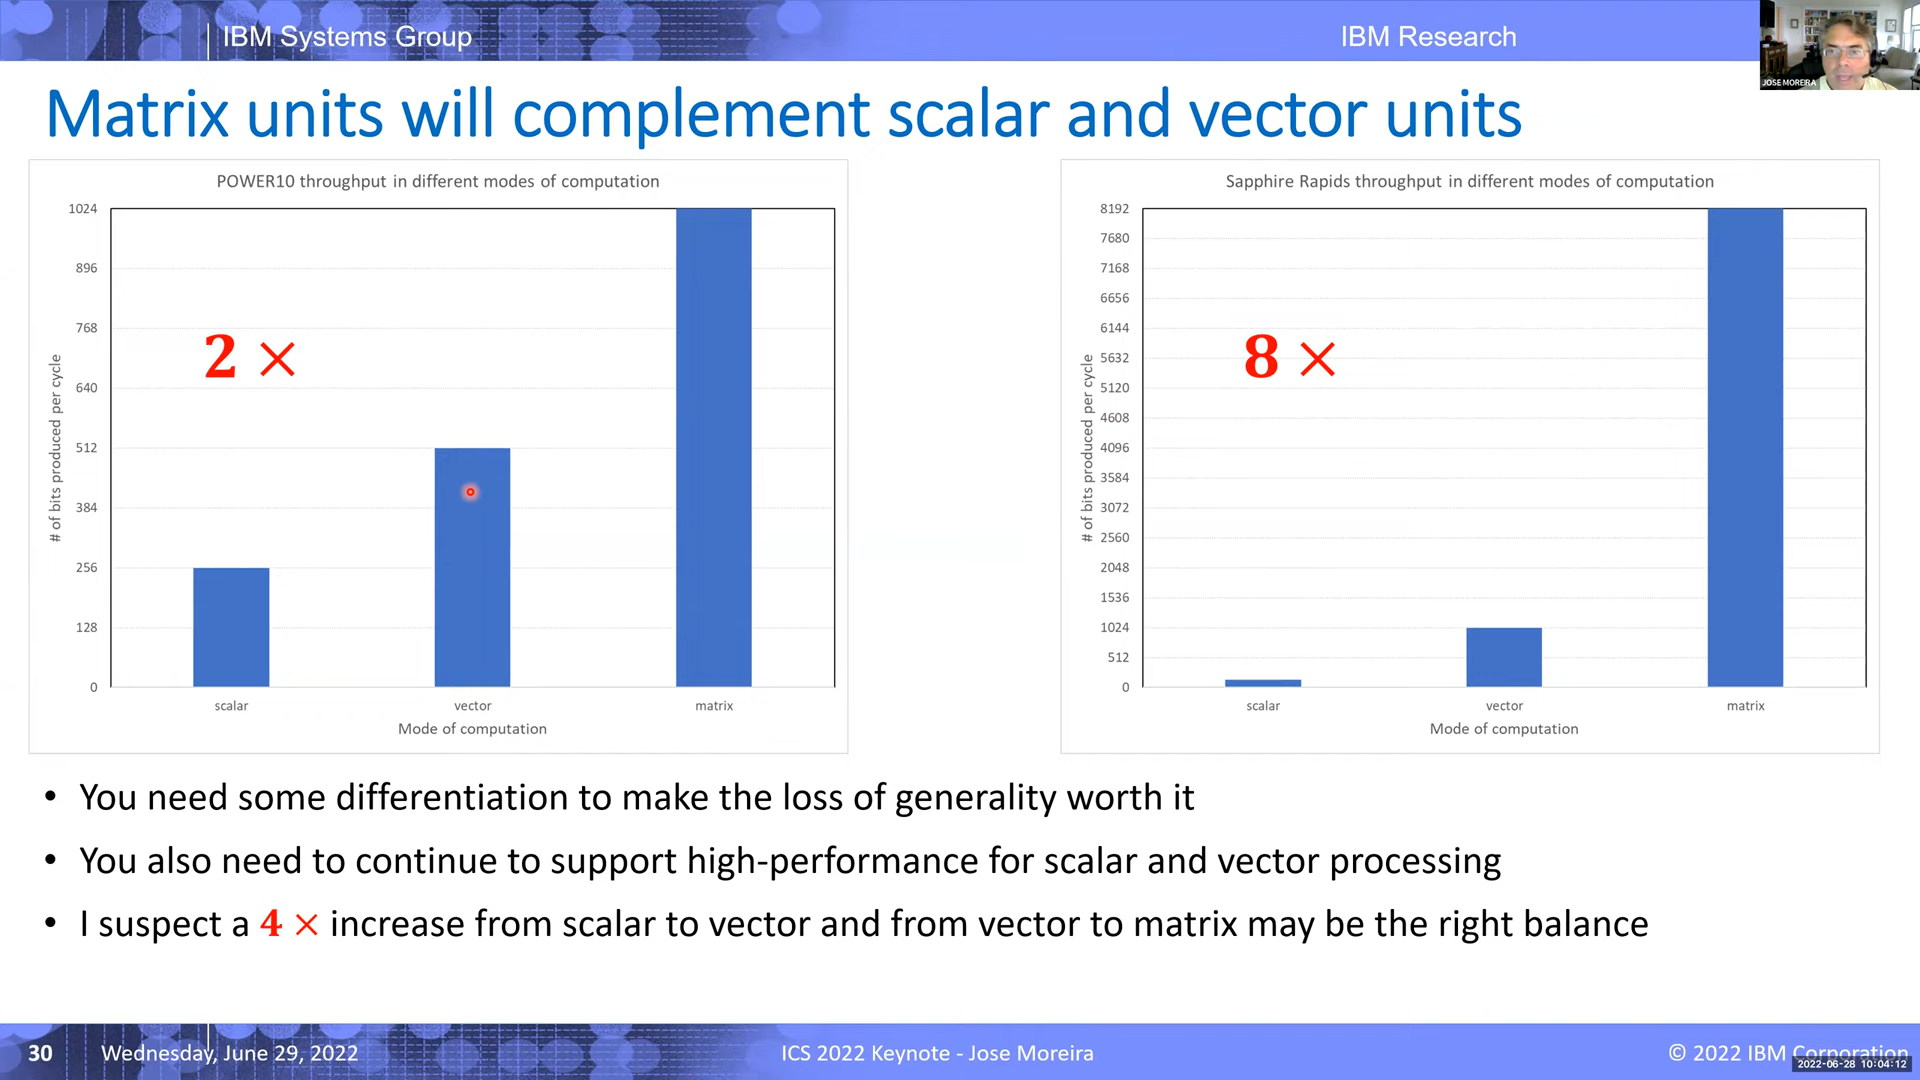 IBM Systems Group
IBM Research
JOSE MOREIRA
Matrix units will complement scalar and vector units
POWER10 throughput in different modes of computation
# of bits produced per cycle
1024
896
768
640
512
384
256
128
0
2 ×
scalar vector matrix
Mode of computation
Sapphire Rapids throughput in different modes of computation
# of bits produced per cycle
8192
7680
7168
6656
6144
5632
5120
4608
4096
3584
3072
2560
2048
1536
1024
512
0
8 ×
scalar vector matrix
Mode of computation
• You need some differentiation to make the loss of generality worth it
• You also need to continue to support high-performance for scalar and vector processing
• I suspect a 4 × increase from scalar to vector and from vector to matrix may be the right balance
30 Wednesday, June 29, 2022
ICS 2022 Keynote - Jose Moreira
© 2022 IBM Corporation
2022-06-28 10:04:12